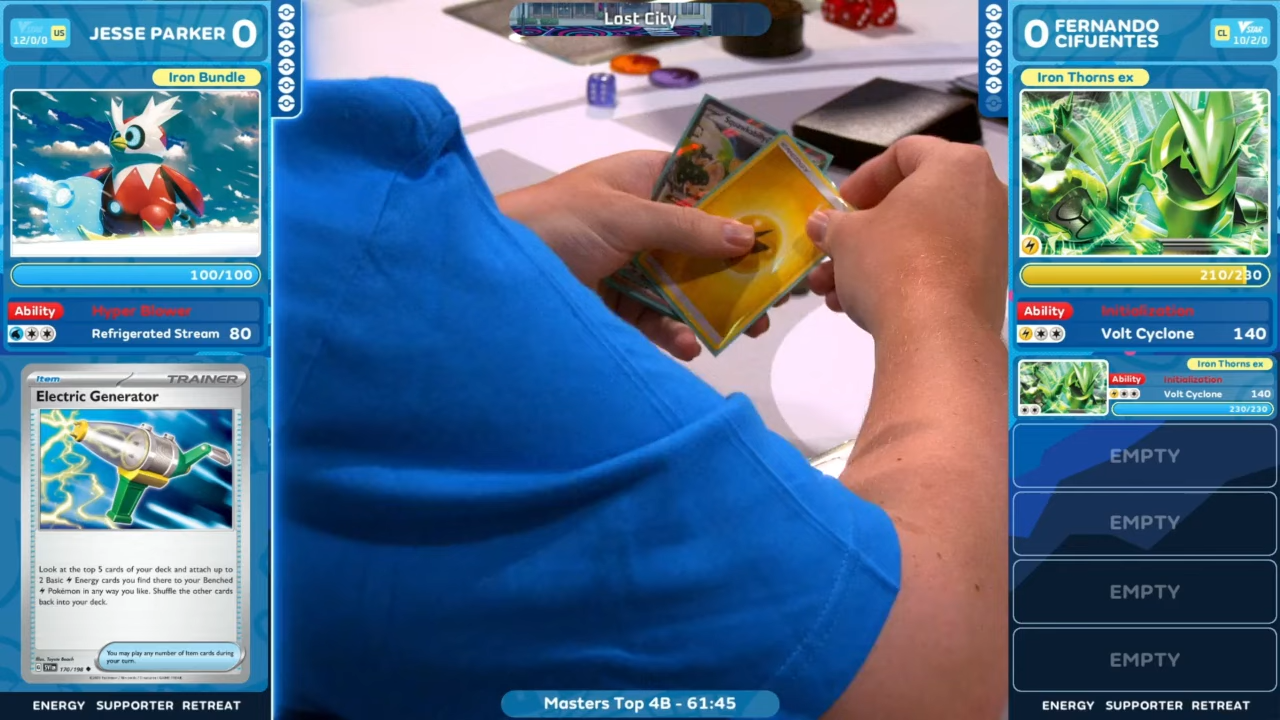 12/0/0
US
JESSE PARKER 0
Iron Bundle
100/100
Ability Hyper Blower
Refrigerated Stream 80
Item TRAINER
Electric Generator
Look at the top 5 cards of your deck and attach up to
2 Basic Energy cards you find there to your Benched
Pokémon in any way you like. Shuffle the other cards
back into your deck.
You may play any number of Item cards during
your turn.
170/198
ENERGY SUPPORTER RETREAT
Lost City
Masters Top 4B - 61:45
0 FERNANDO
CIFUENTES
CL
VSTAR
10/2/0
Iron Thorns ex
210/230
Ability Initialization
Volt Cyclone 140
Iron Thorns ex
Ability Initialization
Volt Cyclone 140
230/230
EMPTY
EMPTY
EMPTY
EMPTY
ENERGY SUPPORTER RETREAT